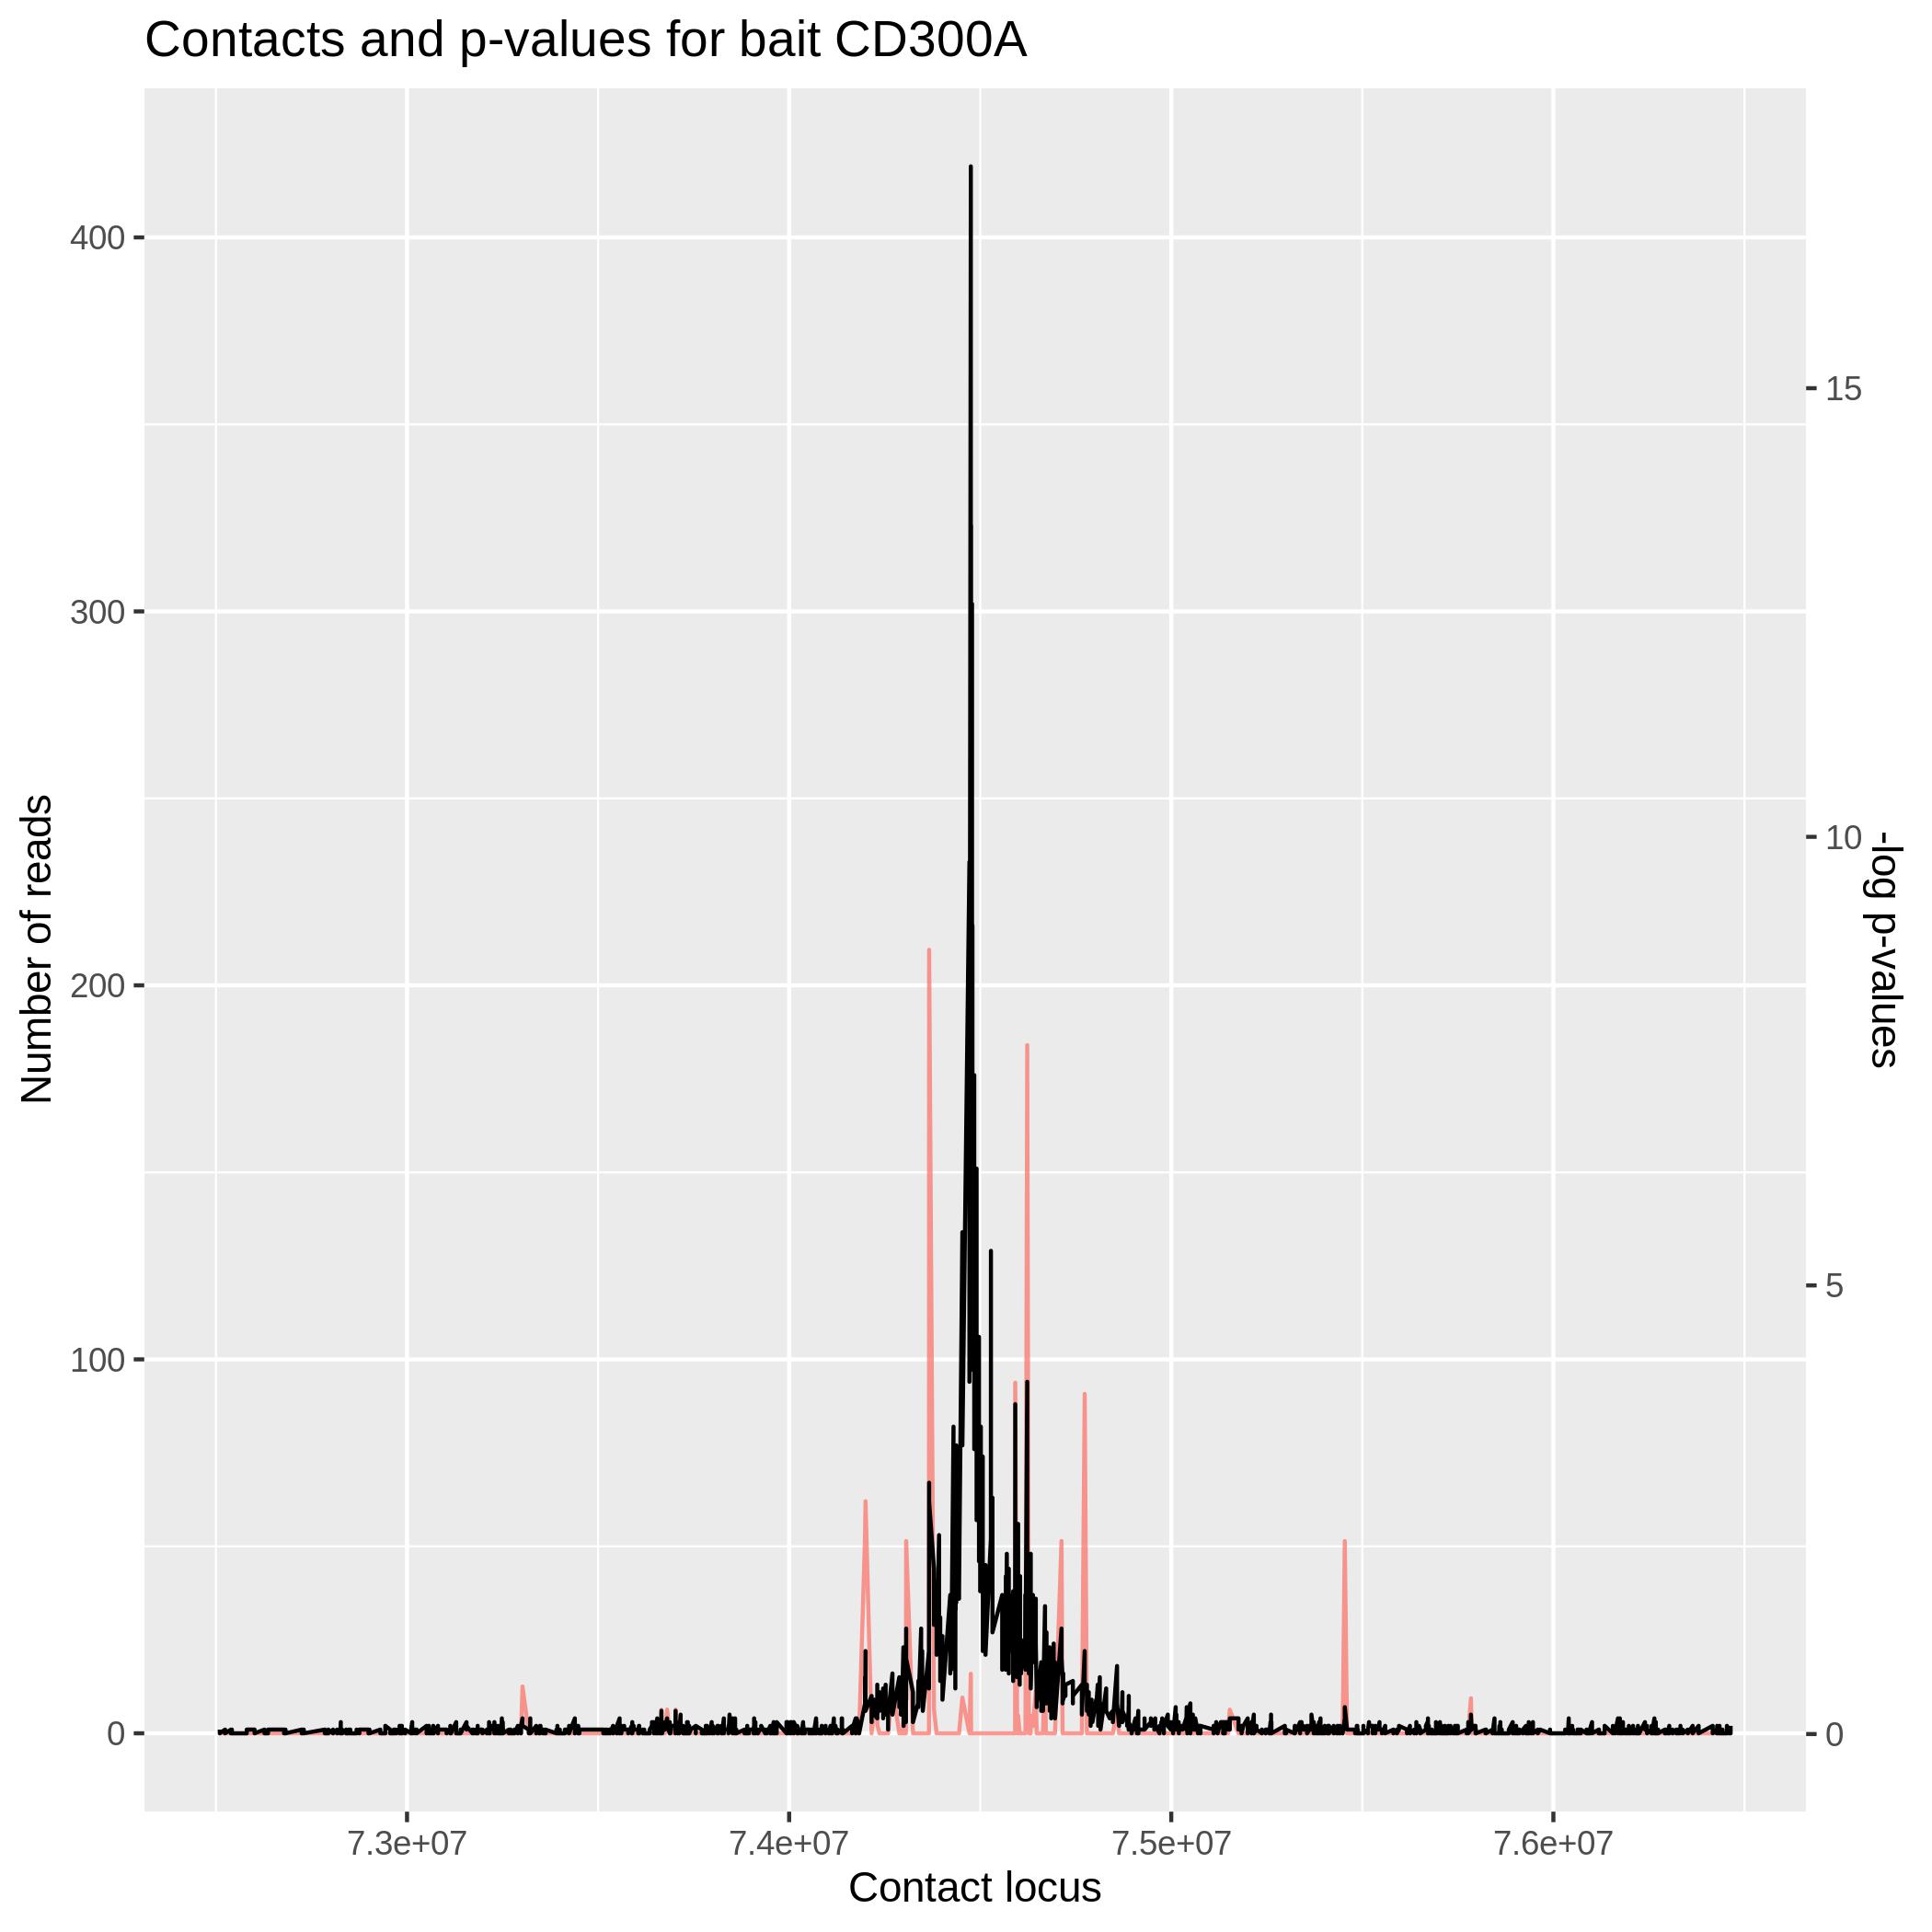 Contacts and p-values for bait CD300A
Number of reads
400
300
200
100
0
15
10
5
0
-log p-values
7.3e+07 7.4e+07 7.5e+07 7.6e+07
Contact locus